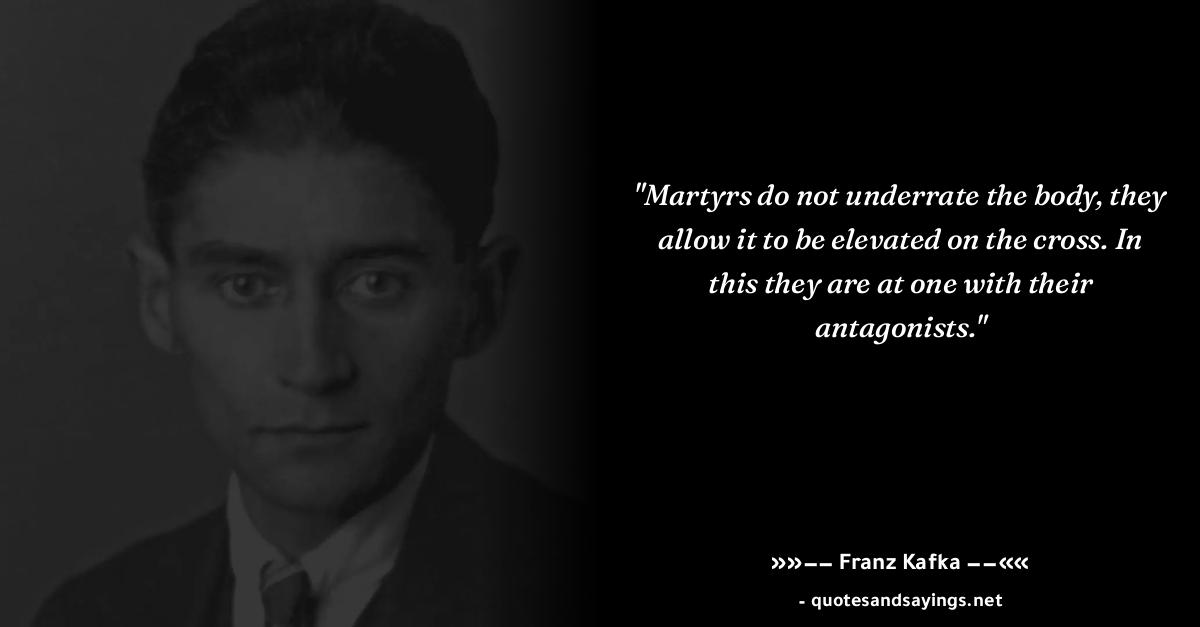 "Martyrs do not underrate the body, they
allow it to be elevated on the cross. In
this they are at one with their
antagonists."
»»−− Franz Kafka −−««
- quotesandsayings.net